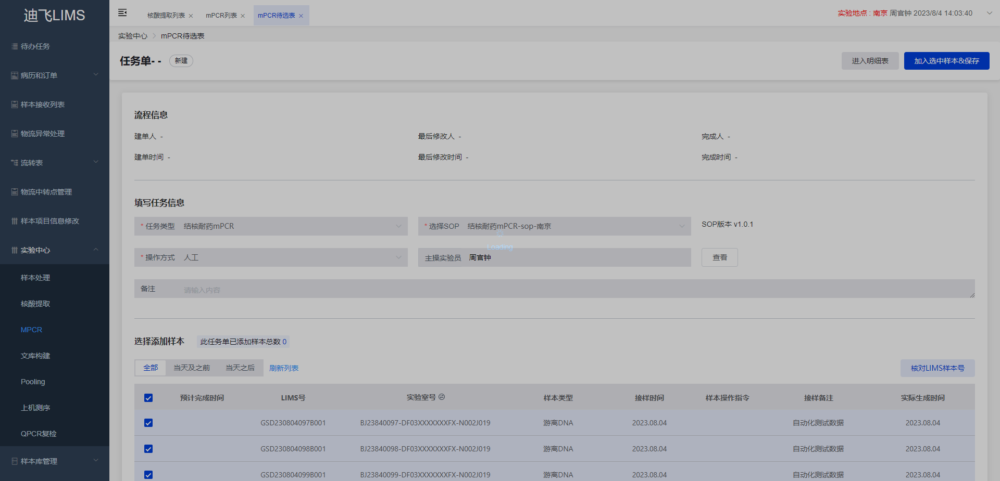 迪飞LIMS
待办任务
病历和订单
样本接收列表
物流异常处理
流转表
物流中转点管理
样本项目信息修改
实验中心
样本处理
核酸提取
MPCR
文库构建
Pooling
上机测序
QPCR复检
样本库管理
核酸提取列表 mPCR列表 mPCR待选表
实验地点 : 南京 周官钟 2023/8/4 14:03:40
实验中心 mPCR待选表
任务单- - 新建
进入明细表 加入选中样本&保存
流程信息
建单人 - 最后修改人 - 完成人 -
建单时间 - 最后修改时间 - 完成时间 -
填写任务信息
* 任务类型 结核耐药mPCR * 选择SOP 结核耐药mPCR-sop-南京 SOP版本 v1.0.1
Loading
* 操作方式 人工 主操实验员 周官钟 查看
备注 请输入内容
选择添加样本 此任务单已添加样本总数 0
全部 当天及之前 当天之后 刷新列表 核对LIMS样本号
预计完成时间 LIMS号 实验室号 样本类型 接样时间 样本操作指令 接样备注 实际生成时间
GSD230804097B001 BJ23840097-DF03XXXXXXXFX-N002J019 游离DNA 2023.08.04 自动化测试数据 2023.08.04
GSD230804098B001 BJ23840098-DF03XXXXXXXFX-N002J019 游离DNA 2023.08.04 自动化测试数据 2023.08.04
GSD230804099B001 BJ23840099-DF03XXXXXXXFX-N002J019 游离DNA 2023.08.04 自动化测试数据 2023.08.04